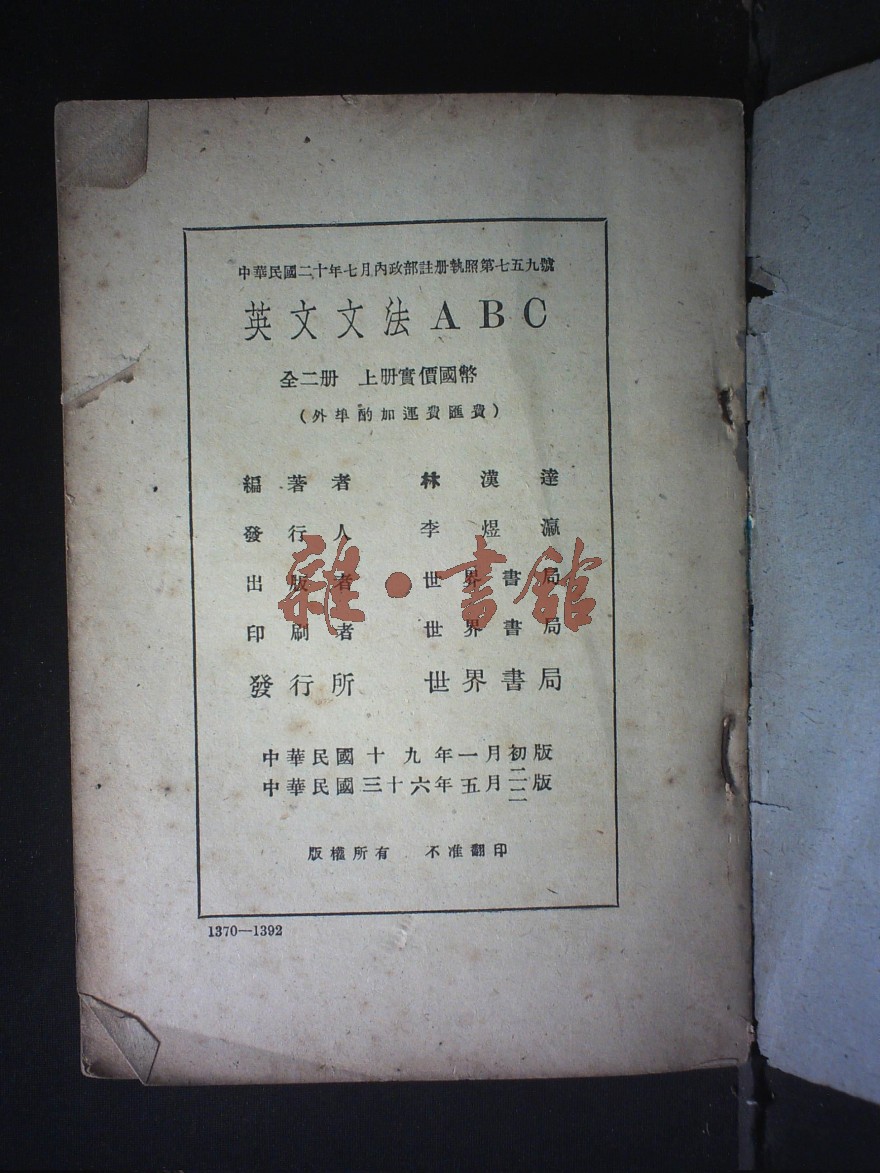 中華民國二十年七月內政部註册執照第七五九號
英文文法ABC
全二册 上册實價國幣
（外埠酌加運費匯費）
編著者 林漢達
發行人 李煜瀛
出版者 世界書局
印刷者 世界書局
發行所 世界書局
中華民國十九年一月初版
中華民國三十六年五月二二版
版權所有 不准翻印
1370—1392
雜·書館